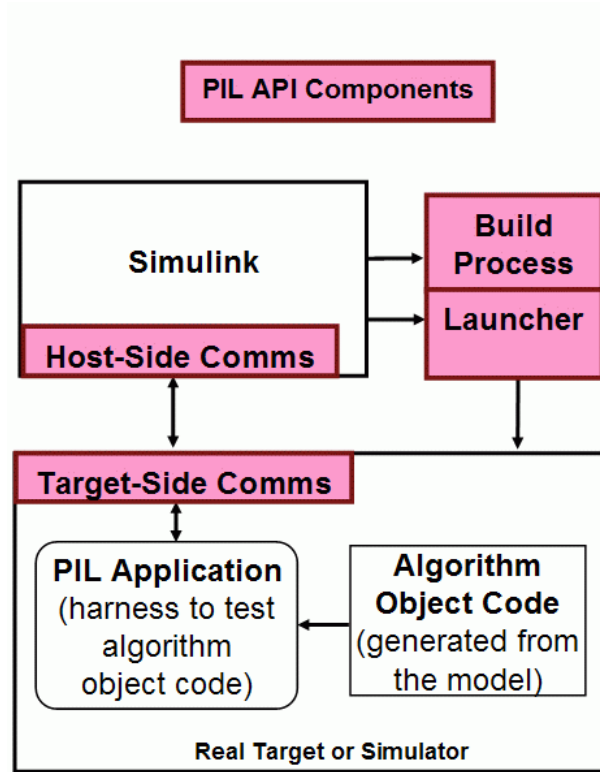 PIL API Components
Simulink
Build
Process
Launcher
Host-Side Comms
Target-Side Comms
PIL Application
(harness to test
algorithm
object code)
Algorithm
Object Code
(generated from
the model)
Real Target or Simulator